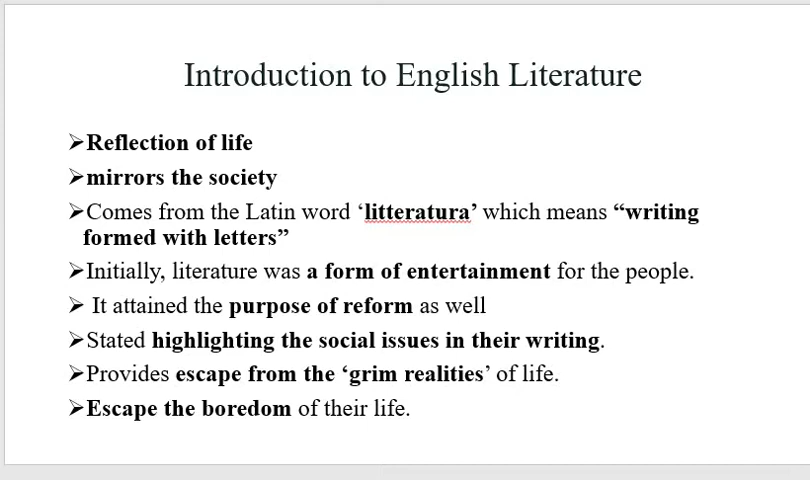 Introduction to English Literature
➢Reflection of life
➢mirrors the society
➢Comes from the Latin word ‘litteratura’ which means “writing
formed with letters”
➢Initially, literature was a form of entertainment for the people.
➢ It attained the purpose of reform as well
➢Stated highlighting the social issues in their writing.
➢Provides escape from the ‘grim realities’ of life.
➢Escape the boredom of their life.